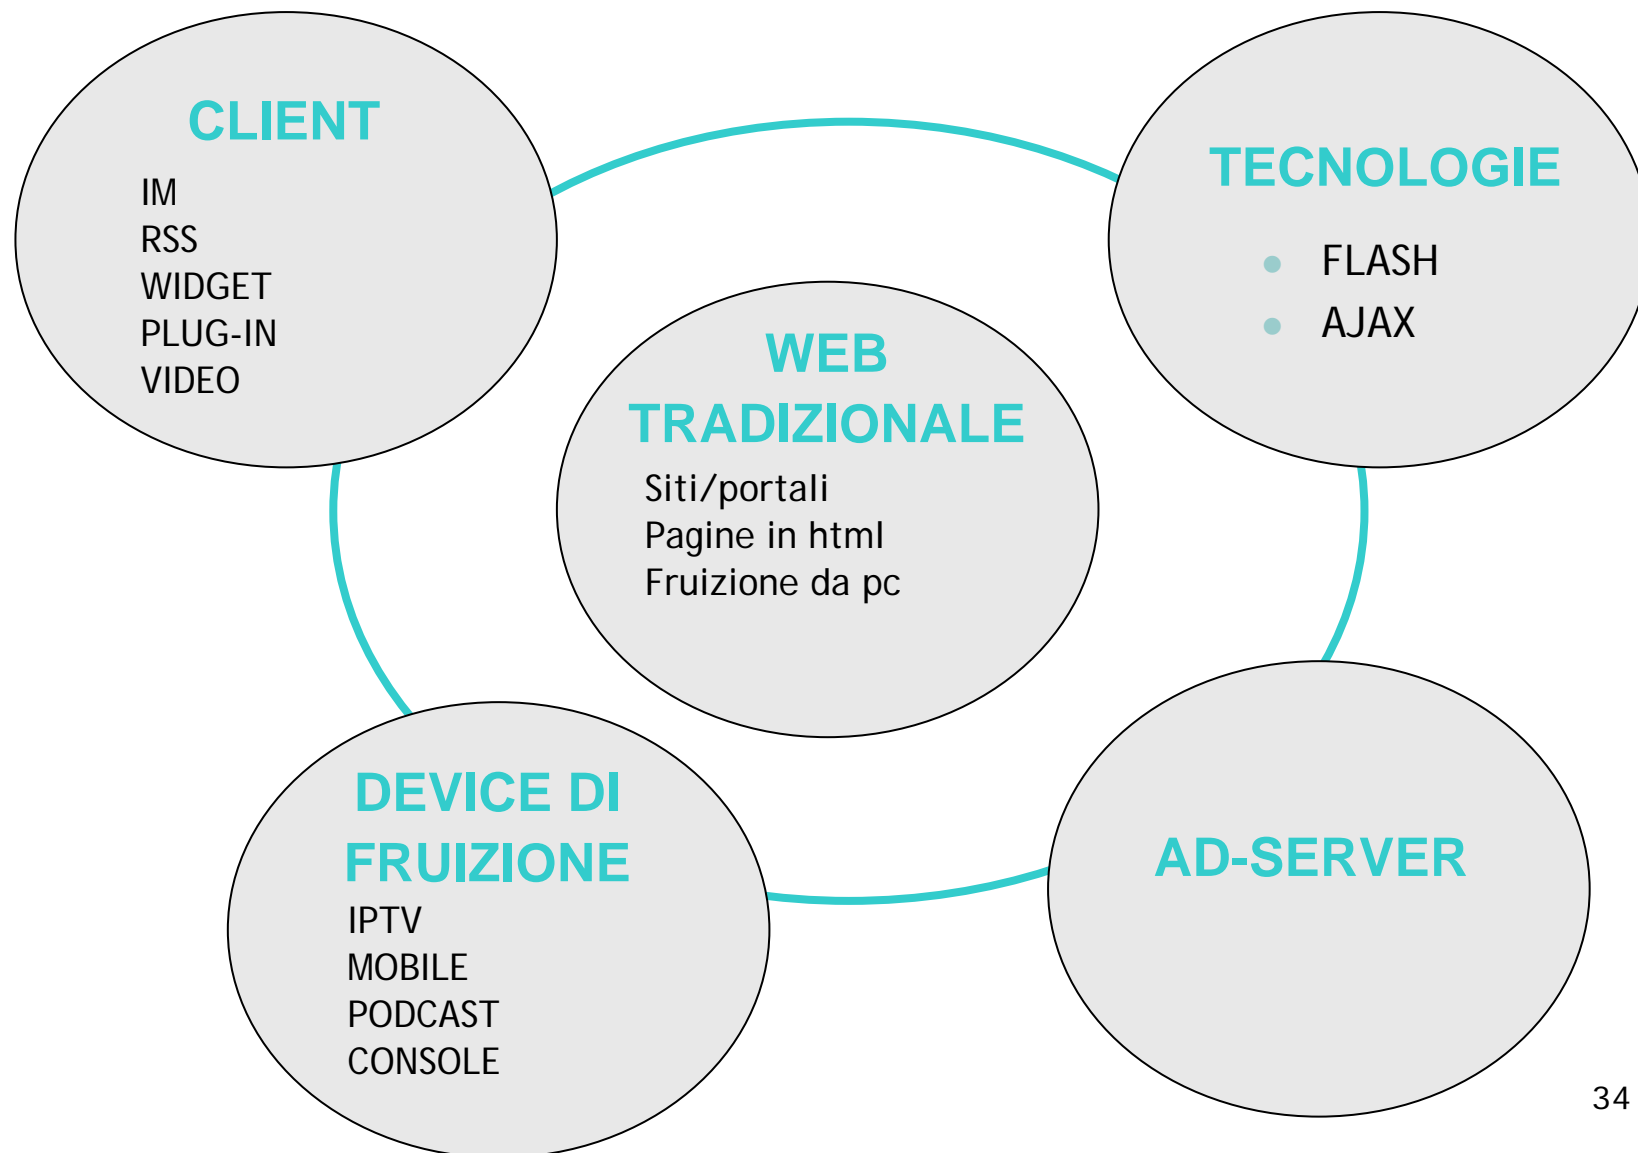 CLIENT
IM
RSS
WIDGET
PLUG-IN
VIDEO
TECNOLOGIE
FLASH
AJAX
WEB
TRADIZIONALE
Siti/portali
Pagine in html
Fruizione da pc
DEVICE DI
FRUIZIONE
IPTV
MOBILE
PODCAST
CONSOLE
AD-SERVER
34